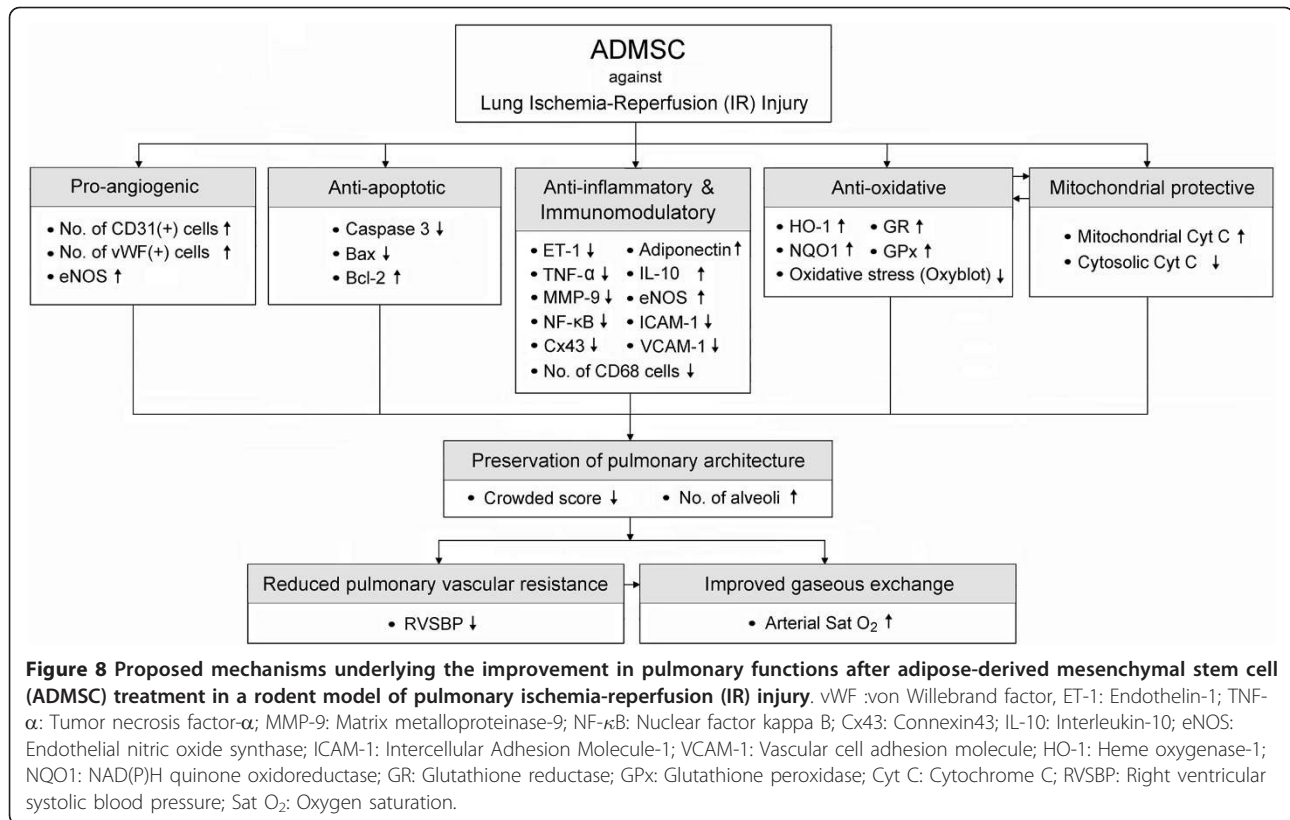 ADMSC
against
Lung Ischemia-Reperfusion (IR) Injury
Pro-angiogenic
• No. of CD31(+) cells ↑
• No. of vWF(+) cells ↑
• eNOS ↑
Anti-apoptotic
• Caspase 3 ↓
• Bax ↓
• Bcl-2 ↑
Anti-inflammatory &
Immunomodulatory
• ET-1 ↓ • Adiponectin ↑
• TNF-α ↓ • IL-10 ↑
• MMP-9 ↓ • eNOS ↑
• NF-κB ↓ • ICAM-1 ↓
• Cx43 ↓ • VCAM-1 ↓
• No. of CD68 cells ↓
Anti-oxidative
• HO-1 ↑ • GR ↑
• NQO1 ↑ • GPx ↑
• Oxidative stress (Oxyblot) ↓
Mitochondrial protective
• Mitochondrial Cyt C ↑
• Cytosolic Cyt C ↓
Preservation of pulmonary architecture
• Crowded score ↓ • No. of alveoli ↑
Reduced pulmonary vascular resistance
• RVSBP ↓
Improved gaseous exchange
• Arterial Sat O₂ ↑
Figure 8 Proposed mechanisms underlying the improvement in pulmonary functions after adipose-derived mesenchymal stem cell
(ADMSC) treatment in a rodent model of pulmonary ischemia-reperfusion (IR) injury. vWF :von Willebrand factor, ET-1: Endothelin-1; TNF-
α: Tumor necrosis factor-α; MMP-9: Matrix metalloproteinase-9; NF-κB: Nuclear factor kappa B; Cx43: Connexin43; IL-10: Interleukin-10; eNOS:
Endothelial nitric oxide synthase; ICAM-1: Intercellular Adhesion Molecule-1; VCAM-1: Vascular cell adhesion molecule; HO-1: Heme oxygenase-1;
NQO1: NAD(P)H quinone oxidoreductase; GR: Glutathione reductase; GPx: Glutathione peroxidase; Cyt C: Cytochrome C; RVSBP: Right ventricular
systolic blood pressure; Sat O₂: Oxygen saturation.